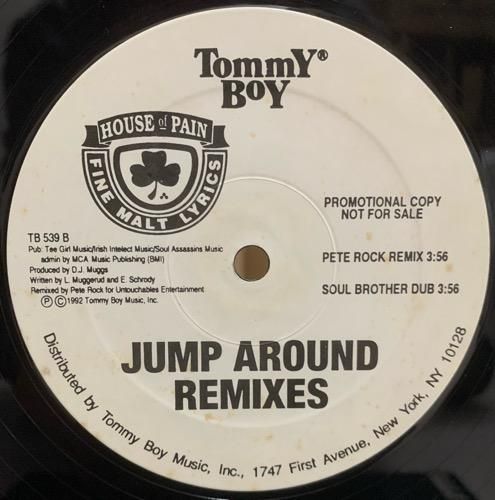 Tommy®
Boy
HOUSE of PAIN
FINE MALT LYRICS
PROMOTIONAL COPY
NOT FOR SALE
TB 539 B
Pub: Tee Girl Music/Irish Intelect Music/Soul Assassins Music
admin by MCA Music Publishing (BMI)
Produced by D.J. Muggs
Written by L. Muggerud and E. Schrody
Remixed by Pete Rock for Untouchables Entertainment
Ⓟ©1992 Tommy Boy Music, Inc.
PETE ROCK REMIX 3:56
SOUL BROTHER DUB 3:56
JUMP AROUND
REMIXES
Distributed by Tommy Boy Music, Inc., 1747 First Avenue, New York, NY 10128